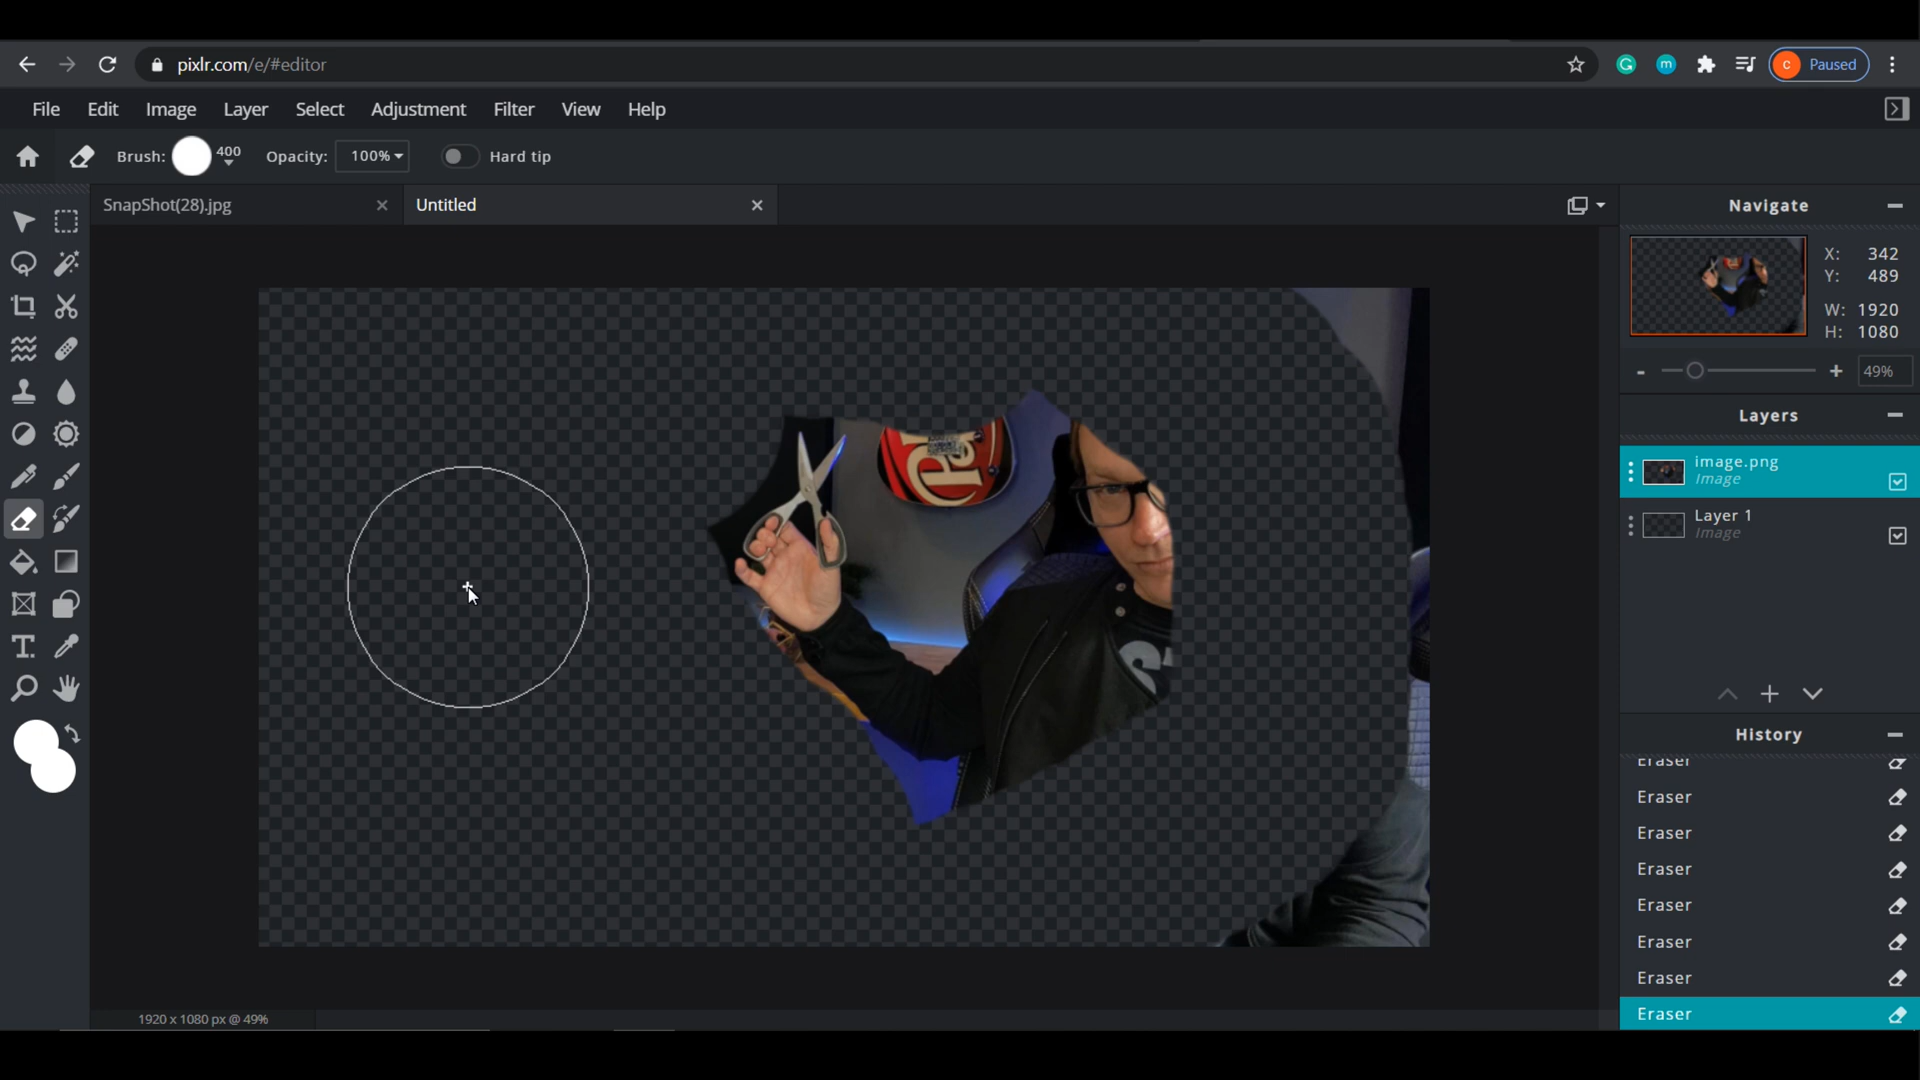 pixlr.com/e/#editor
c Paused
File Edit Image Layer Select Adjustment Filter View Help
Brush: 400 Opacity: 100% Hard tip
SnapShot(28).jpg
Untitled
Navigate
X: 342
Y: 489
W: 1920
H: 1080
- + 49%
Layers
image.png
Image
Layer 1
Image
History
Eraser
Eraser
Eraser
Eraser
Eraser
Eraser
Eraser
Eraser
1920 x 1080 px @ 49%